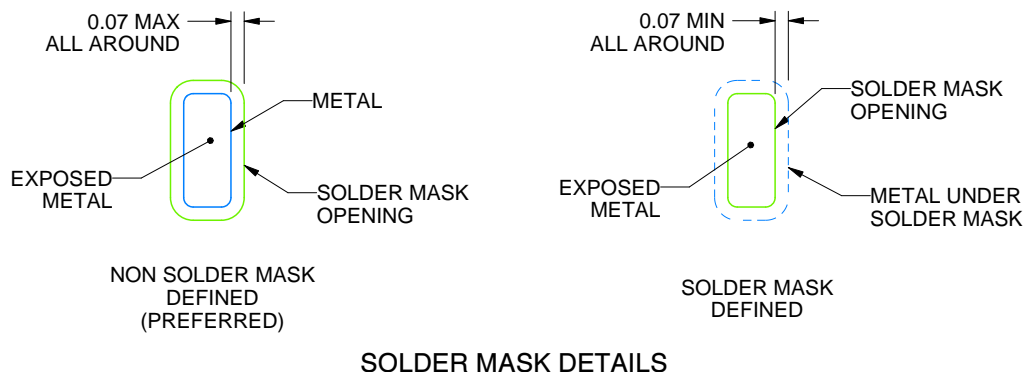 0.07 MAX
ALL AROUND
METAL
EXPOSED
METAL
SOLDER MASK
OPENING
NON SOLDER MASK
DEFINED
(PREFERRED)
0.07 MIN
ALL AROUND
SOLDER MASK
OPENING
EXPOSED
METAL
METAL UNDER
SOLDER MASK
SOLDER MASK
DEFINED
SOLDER MASK DETAILS